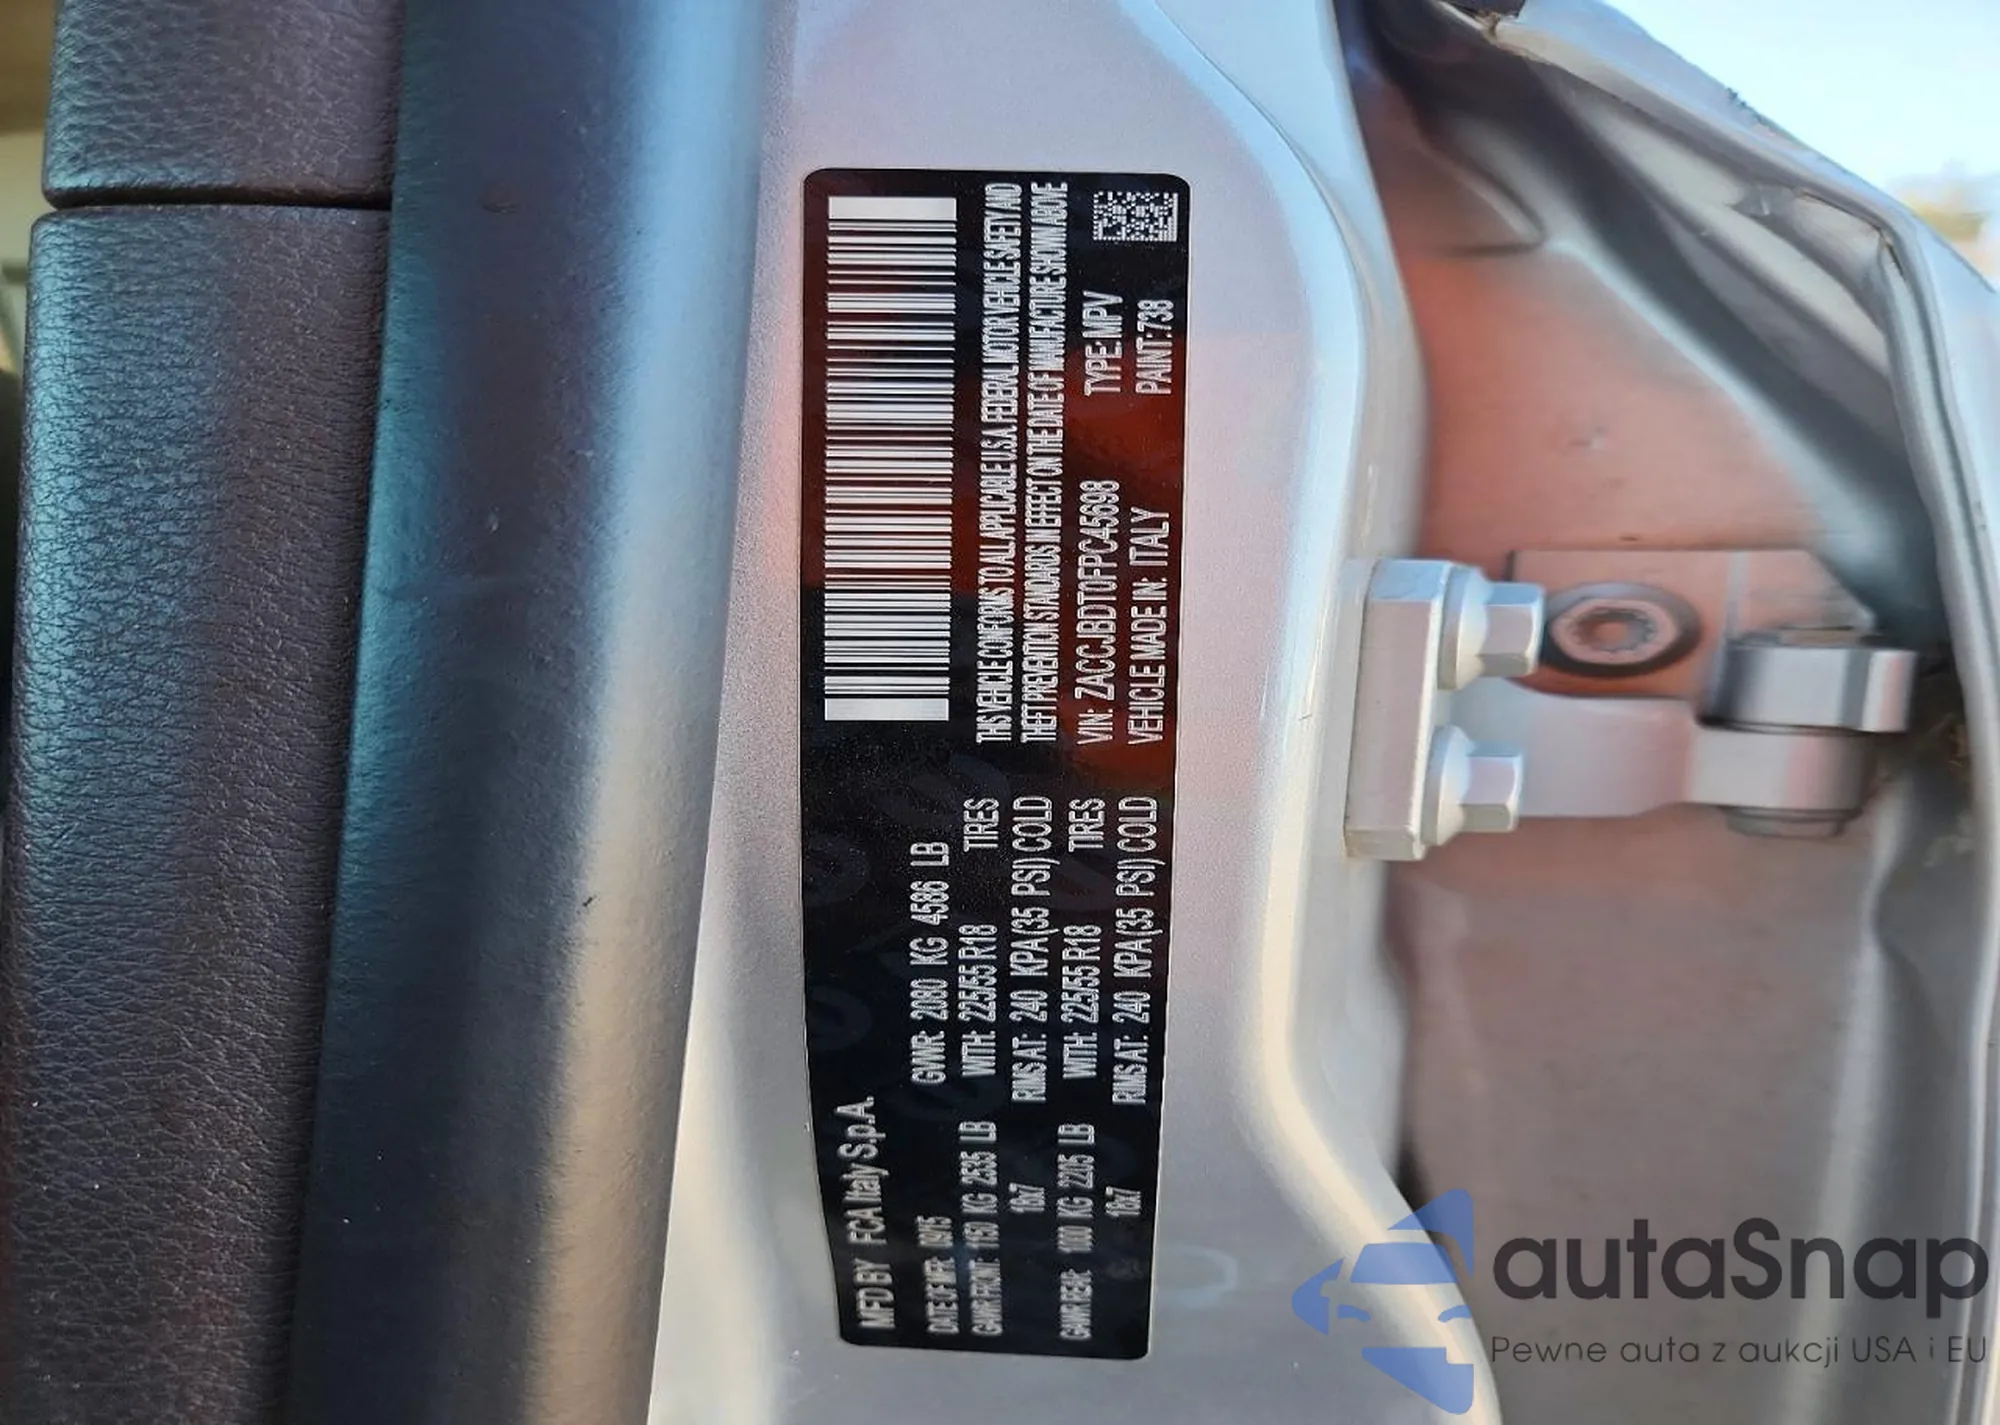 MFD BY FCA Italy S.p.A.
DATE OF MFR: 09/15 GVWR: 2080 KG 4586 LB
GAWR FRONT: 1150 KG 2535 LB WITH: 225/55 R18 TIRES
18x7 RIMS AT: 240 KPA(35 PSI) COLD
GAWR REAR: 1000 KG 2205 LB WITH: 225/55 R18 TIRES
18x7 RIMS AT: 240 KPA(35 PSI) COLD
THIS VEHICLE CONFORMS TO ALL APPLICABLE U.S.A. FEDERAL MOTOR VEHICLE SAFETY AND
THEFT PREVENTION STANDARDS IN EFFECT ON THE DATE OF MANUFACTURE SHOWN ABOVE
VIN: ZACCJBDT0FPC45698 TYPE: MPV
VEHICLE MADE IN: ITALY PAINT: 738
autaSnap
Pewne auta z aukcji USA i EU